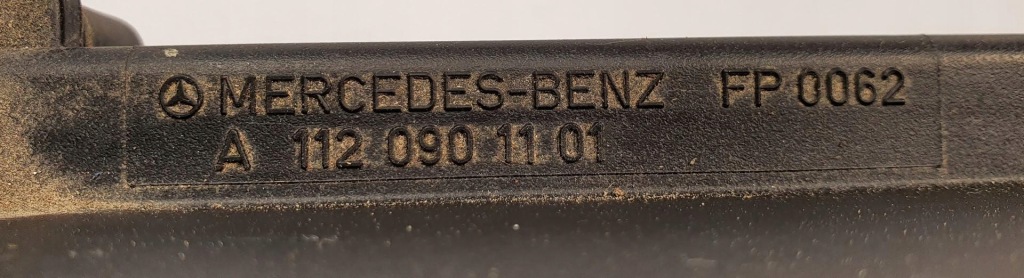 MERCEDES-BENZ FP 0062
A 112 090 11 01